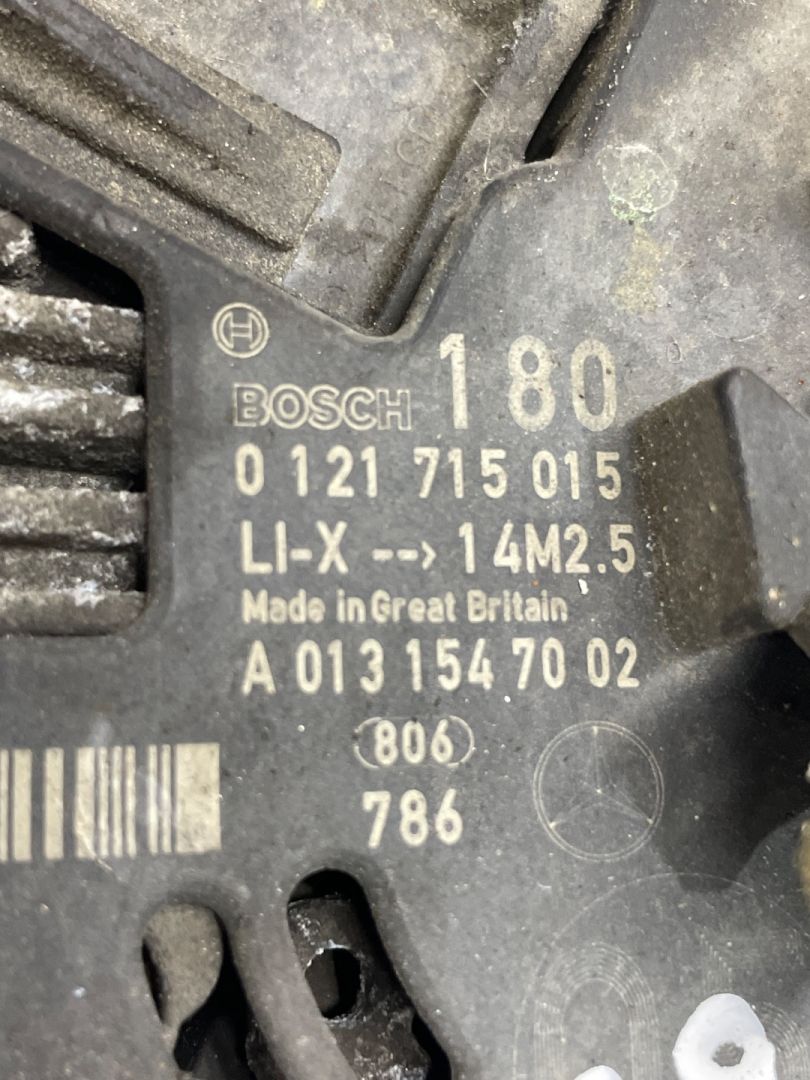 BOSCH 180
0 121 715 015
LI-X --> 14M2.5
Made in Great Britain
A 013 154 70 02
806
786